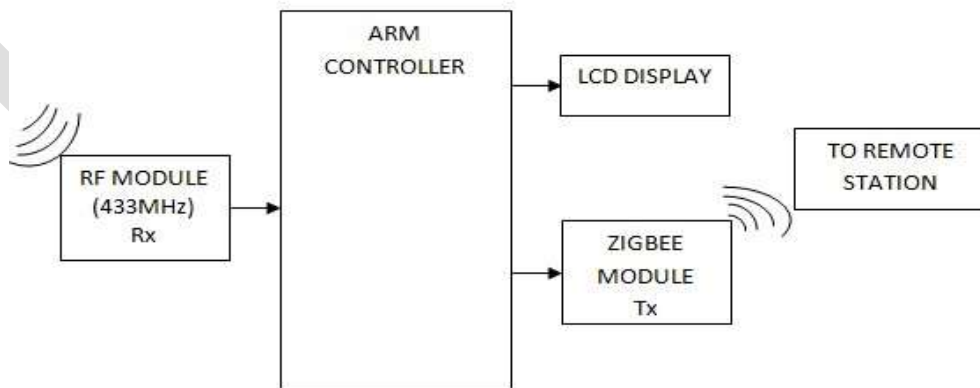 ARM
CONTROLLER
LCD DISPLAY
TO REMOTE
STATION
RF MODULE
(433MHz)
Rx
ZIGBEE
MODULE
Tx